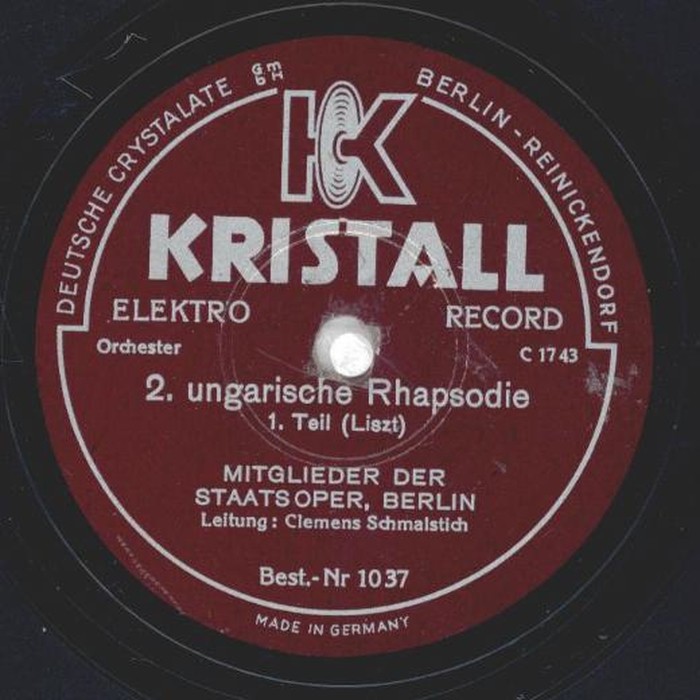 DEUTSCHE CRYSTALATE GmbH
BERLIN-REINICKENDORF
K
KRISTALL
ELEKTRO RECORD
Orchester C 1743
2. ungarische Rhapsodie
1. Teil (Liszt)
MITGLIEDER DER
STAATSOPER, BERLIN
Leitung: Clemens Schmalstich
Best.-Nr 1037
MADE IN GERMANY